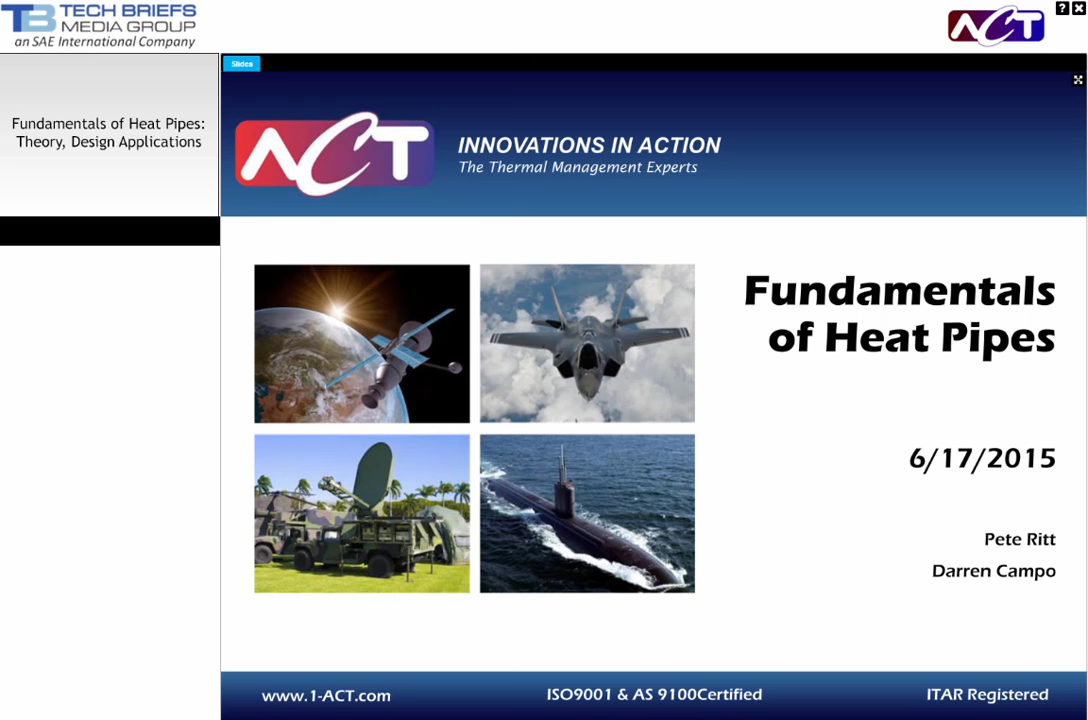 TB TECH BRIEFS
MEDIA GROUP
an SAE International Company
ACT
? X
Slides
Fundamentals of Heat Pipes:
Theory, Design Applications
ACT
INNOVATIONS IN ACTION
The Thermal Management Experts
Fundamentals
of Heat Pipes
6/17/2015
Pete Ritt
Darren Campo
www.1-ACT.com
ISO9001 & AS 9100Certified
ITAR Registered